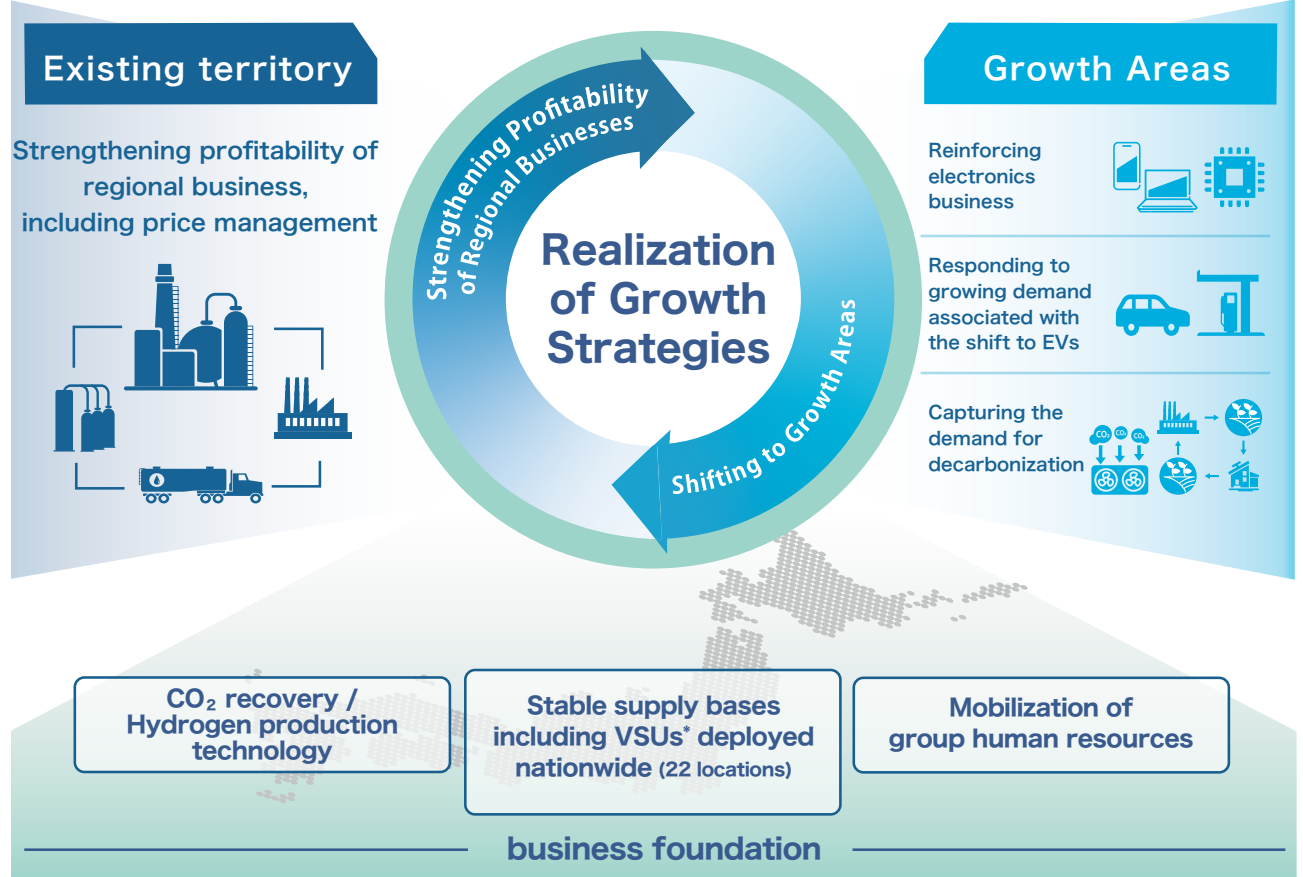 Existing territory
Strengthening profitability of
regional business,
including price management
Strengthening Profitability
of Regional Businesses
Realization
of Growth
Strategies
Shifting to Growth Areas
Growth Areas
Reinforcing
electronics
business
Responding to
growing demand
associated with
the shift to EVs
Capturing the
demand for
decarbonization
CO₂ CO₂ CO₂
CO₂ recovery /
Hydrogen production
technology
Stable supply bases
including VSUs* deployed
nationwide (22 locations)
Mobilization of
group human resources
business foundation